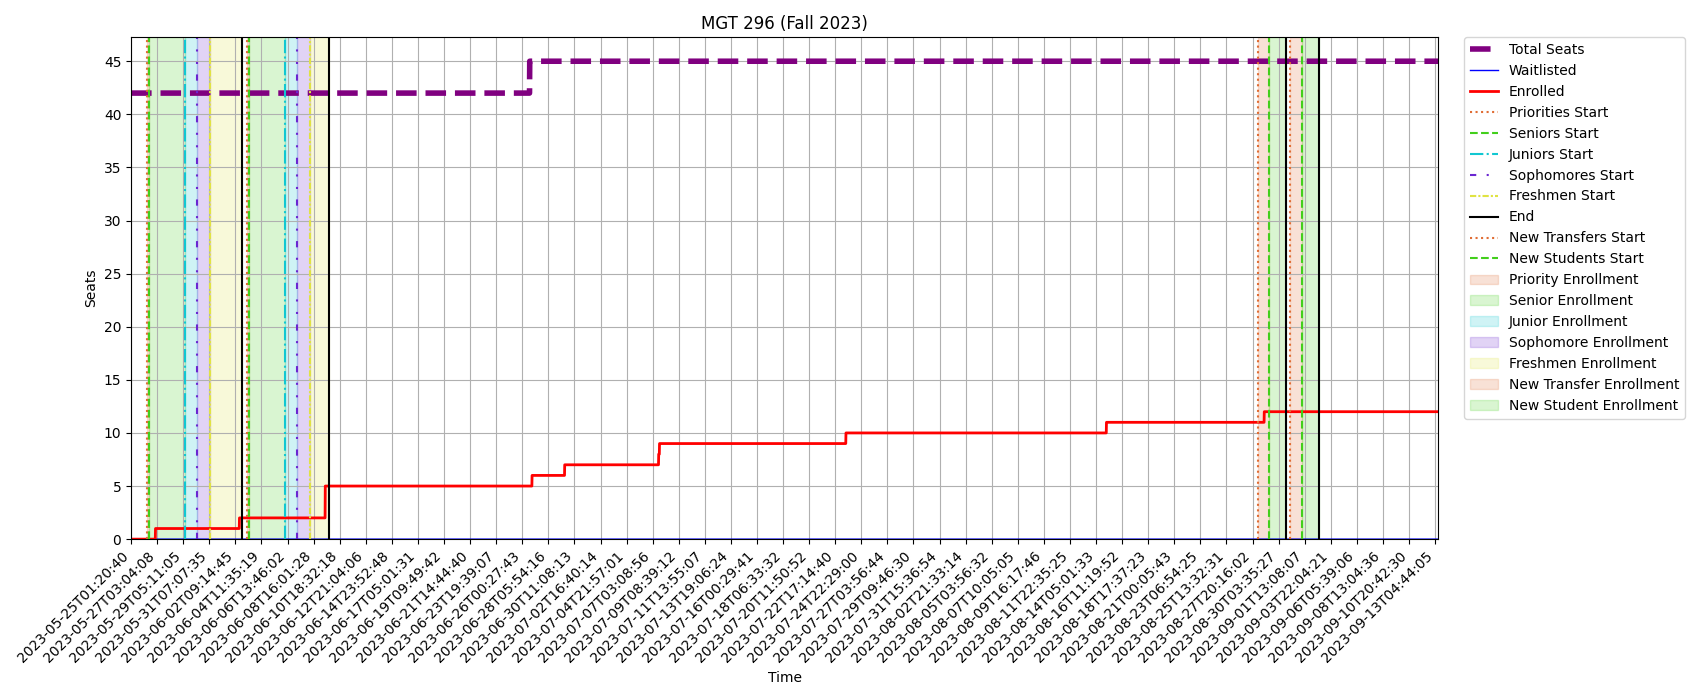 MGT 296 (Fall 2023)
Seats
45
40
35
30
25
20
15
10
5
0
2023-05-25T01:20:40
2023-05-27T03:04:08
2023-05-29T05:11:05
2023-05-31T07:07:35
2023-06-02T09:14:45
2023-06-04T11:35:19
2023-06-06T13:46:02
2023-06-08T16:01:28
2023-06-10T18:32:18
2023-06-12T21:04:06
2023-06-14T23:52:48
2023-06-17T05:01:31
2023-06-19T09:49:42
2023-06-21T14:44:40
2023-06-23T19:39:07
2023-06-26T00:27:43
2023-06-28T05:54:16
2023-06-30T11:08:13
2023-07-02T16:40:14
2023-07-04T21:57:01
2023-07-07T03:08:56
2023-07-09T08:39:12
2023-07-11T13:55:07
2023-07-13T19:06:24
2023-07-16T00:29:41
2023-07-18T06:33:32
2023-07-20T11:50:52
2023-07-22T17:14:40
2023-07-24T22:29:00
2023-07-27T03:56:44
2023-07-29T09:46:30
2023-07-31T15:36:54
2023-08-02T21:33:14
2023-08-05T03:56:32
2023-08-07T10:05:05
2023-08-09T16:17:46
2023-08-11T22:35:25
2023-08-14T05:01:33
2023-08-16T11:19:52
2023-08-18T17:37:23
2023-08-21T00:05:43
2023-08-23T06:54:25
2023-08-25T13:32:31
2023-08-27T20:16:02
2023-08-30T03:35:27
2023-09-01T13:08:07
2023-09-03T22:04:21
2023-09-06T05:39:06
2023-09-08T13:04:36
2023-09-10T20:42:30
2023-09-13T04:44:05
Time
Total Seats
Waitlisted
Enrolled
Priorities Start
Seniors Start
Juniors Start
Sophomores Start
Freshmen Start
End
New Transfers Start
New Students Start
Priority Enrollment
Senior Enrollment
Junior Enrollment
Sophomore Enrollment
Freshmen Enrollment
New Transfer Enrollment
New Student Enrollment